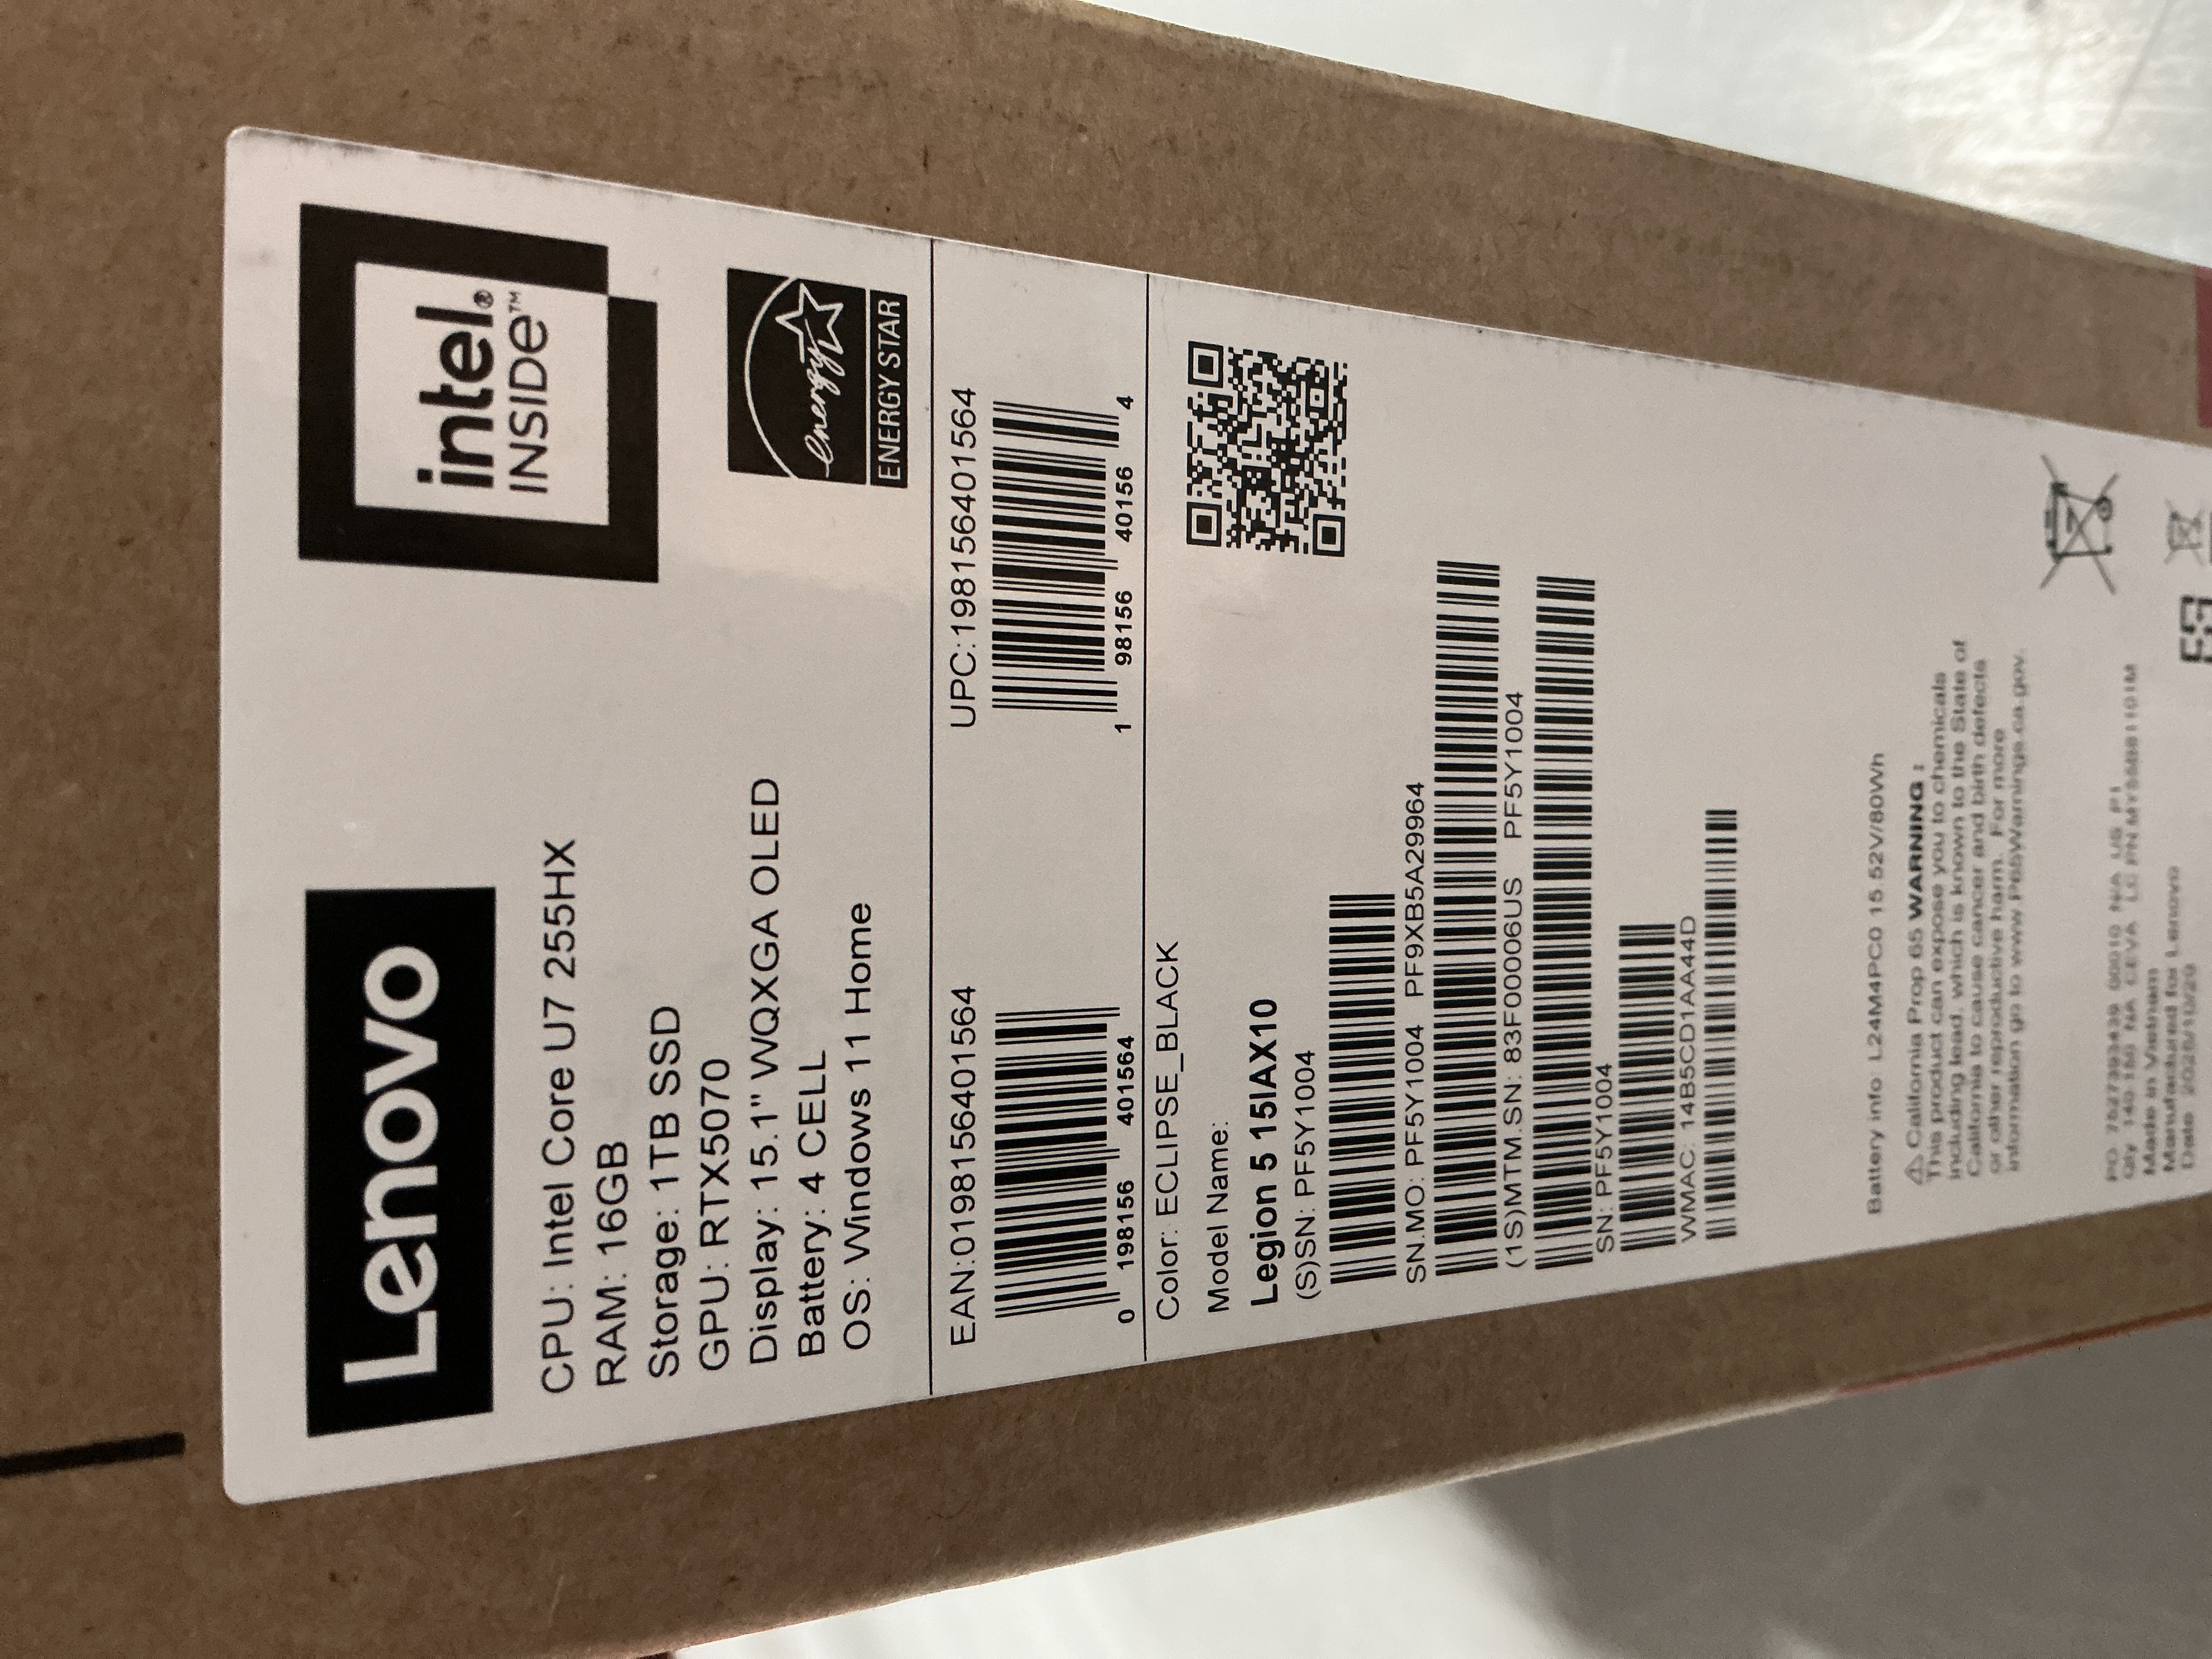 Lenovo
intel®
INSIDE™
CPU: Intel Core U7 255HX
RAM: 16GB
Storage: 1TB SSD
GPU: RTX5070
Display: 15.1" WQXGA OLED
Battery: 4 CELL
OS: Windows 11 Home
energy
ENERGY STAR
EAN:0198156401564
0 198156 401564
UPC:198156401564
1 98156 40156 4
Color: ECLIPSE_BLACK
Model Name:
Legion 5 15IAX10
(S)SN: PF5Y1004
SN.MO: PF5Y1004 PF9XB5A29964
(1S)MTM.SN: 83F00006US PF5Y1004
SN: PF5Y1004
WMAC: 14B5CD1AA44D
Battery info: L24M4PC0 15.52V/80Wh
⚠ California Prop 65 WARNING :
This product can expose you to chemicals
including lead, which is known to the State of
California to cause cancer and birth defects
or other reproductive harm. For more
information go to www.P65Warnings.ca.gov.
Made in Vietnam
Manufactured for Lenovo